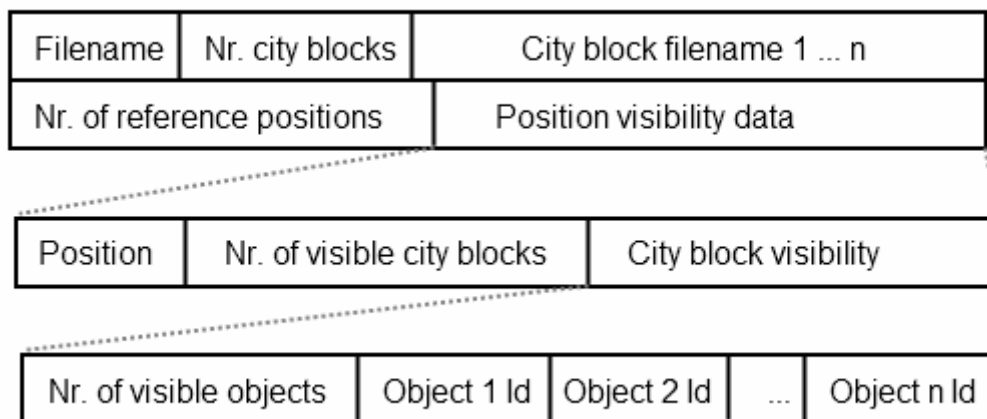 Filename Nr. city blocks City block filename 1 ... n
Nr. of reference positions Position visibility data
Position Nr. of visible city blocks City block visibility
Nr. of visible objects Object 1 Id Object 2 Id ... Object n Id